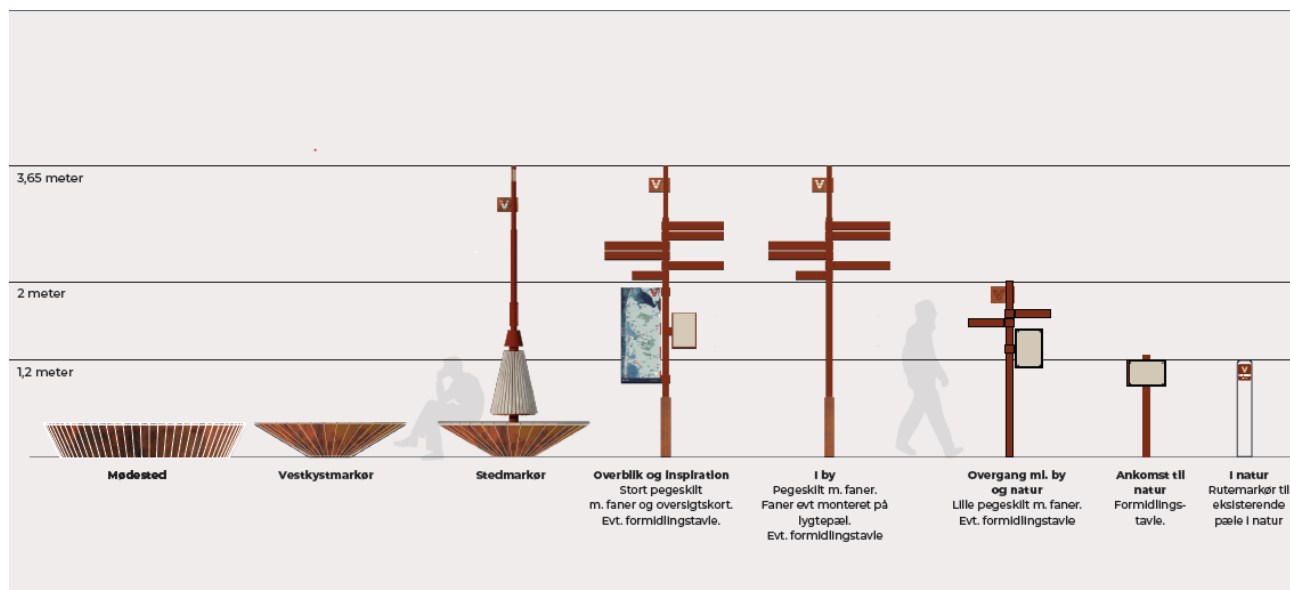 3,65 meter
2 meter
1,2 meter
Mødested
Vestkystmarkør
Stedmarkør
Overblik og inspiration
Stort pegeskilt
m. faner og oversigtskort.
Evt. formidlingstavle.
I by
Pegeskilt m. faner.
Faner evt monteret på
lygtepæl.
Evt. formidlingstavle
Overgang ml. by
og natur
Lille pegeskilt m. faner.
Evt. formidlingstavle
Ankomst til
natur
Formidlings-
tavle.
I natur
Rutemarkør til
eksisterende
pæle i natur